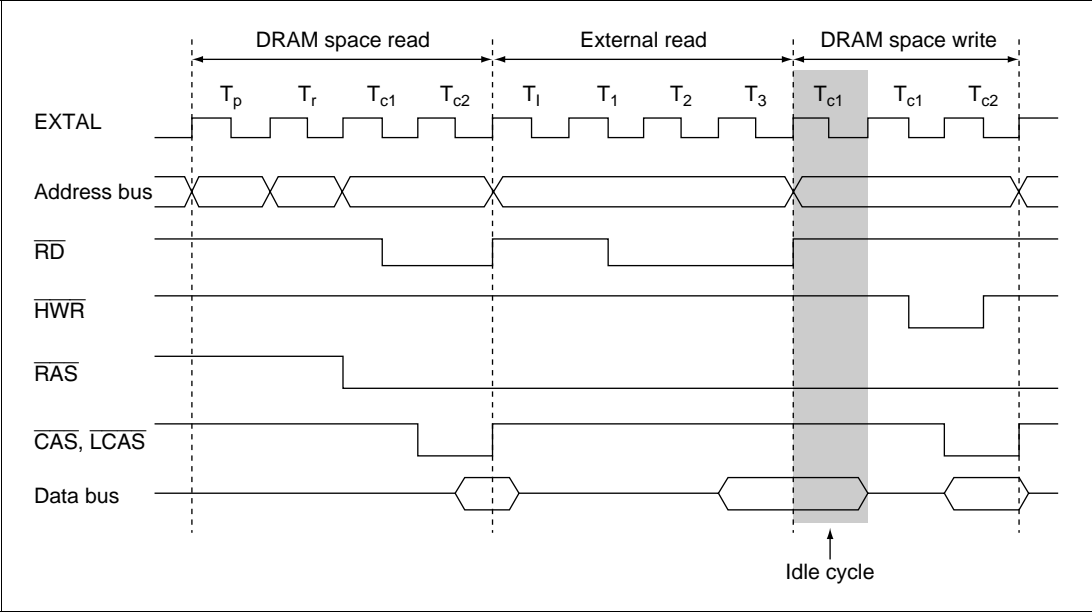 DRAM space read External read DRAM space write
Tp Tr Tc1 Tc2 TI T1 T2 T3 Tc1 Tc1 Tc2
EXTAL
Address bus
RD
HWR
RAS
CAS, LCAS
Data bus
Idle cycle